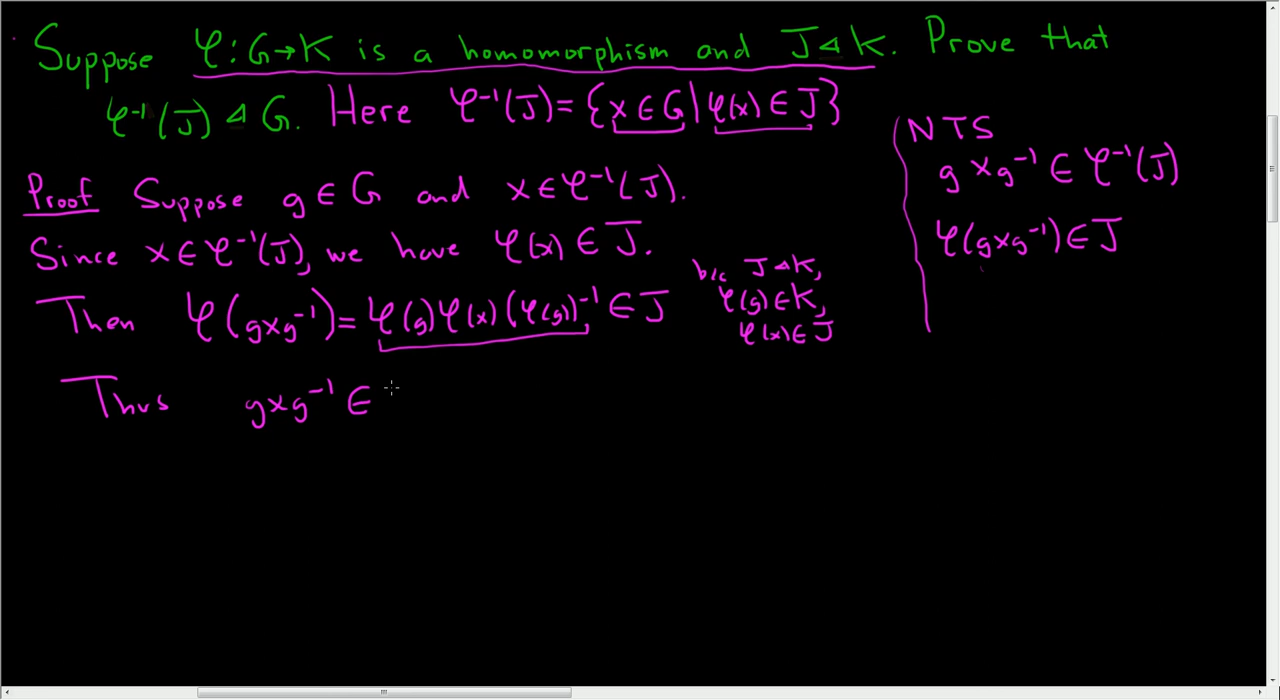 Suppose φ:G→K is a homomorphism and J⊲K. Prove that
φ⁻¹(J)⊲G. Here φ⁻¹(J)={x∈G|φ(x)∈J}
Proof Suppose g∈G and x∈φ⁻¹(J).
Since x∈φ⁻¹(J), we have φ(x)∈J.
Then φ(gxg⁻¹)=φ(g)φ(x)(φ(g))⁻¹∈J
b/c J⊲K,
φ(g)∈K,
φ(x)∈J
Thus gxg⁻¹∈
NTS
gxg⁻¹∈φ⁻¹(J)
φ(gxg⁻¹)∈J